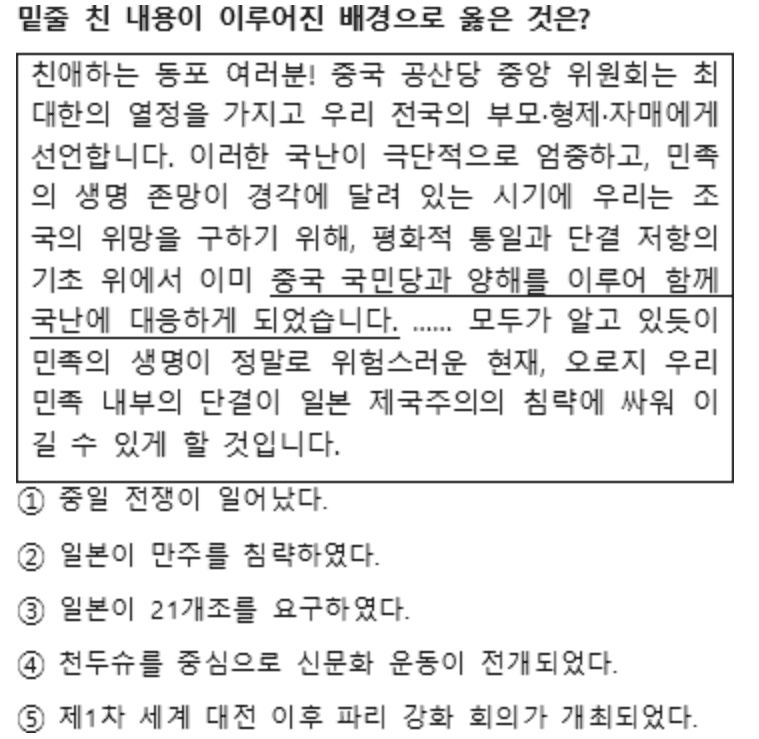 밑줄 친 내용이 이루어진 배경으로 옳은 것은?
친애하는 동포 여러분! 중국 공산당 중앙 위원회는 최
대한의 열정을 가지고 우리 전국의 부모·형제·자매에게
선언합니다. 이러한 국난이 극단적으로 엄중하고, 민족
의 생명 존망이 경각에 달려 있는 시기에 우리는 조
국의 위망을 구하기 위해, 평화적 통일과 단결 저항의
기초 위에서 이미 중국 국민당과 양해를 이루어 함께
국난에 대응하게 되었습니다. …… 모두가 알고 있듯이
민족의 생명이 정말로 위험스러운 현재, 오로지 우리
민족 내부의 단결이 일본 제국주의의 침략에 싸워 이
길 수 있게 할 것입니다.
① 중일 전쟁이 일어났다.
② 일본이 만주를 침략하였다.
③ 일본이 21개조를 요구하였다.
④ 천두슈를 중심으로 신문화 운동이 전개되었다.
⑤ 제1차 세계 대전 이후 파리 강화 회의가 개최되었다.